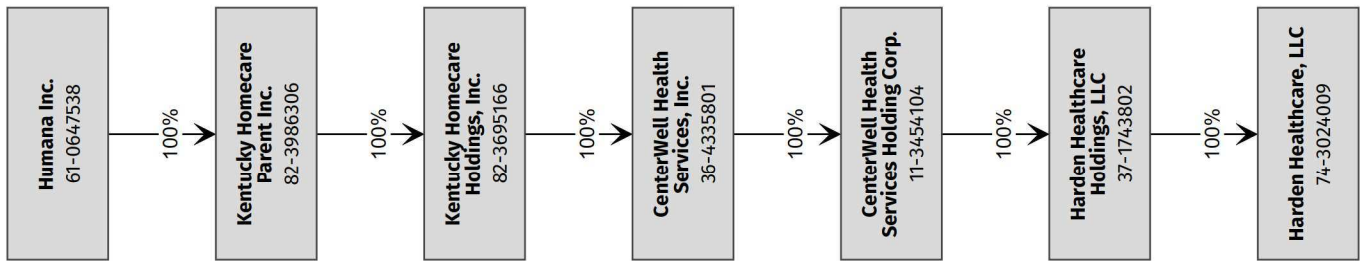 Humana Inc.
61-0647538
100%
Kentucky Homecare
Parent Inc.
82-3986306
100%
Kentucky Homecare
Holdings, Inc.
82-3695166
100%
CenterWell Health
Services, Inc.
36-4335801
100%
CenterWell Health
Services Holding Corp.
11-3454104
100%
Harden Healthcare
Holdings, LLC
37-1743802
100%
Harden Healthcare, LLC
74-3024009